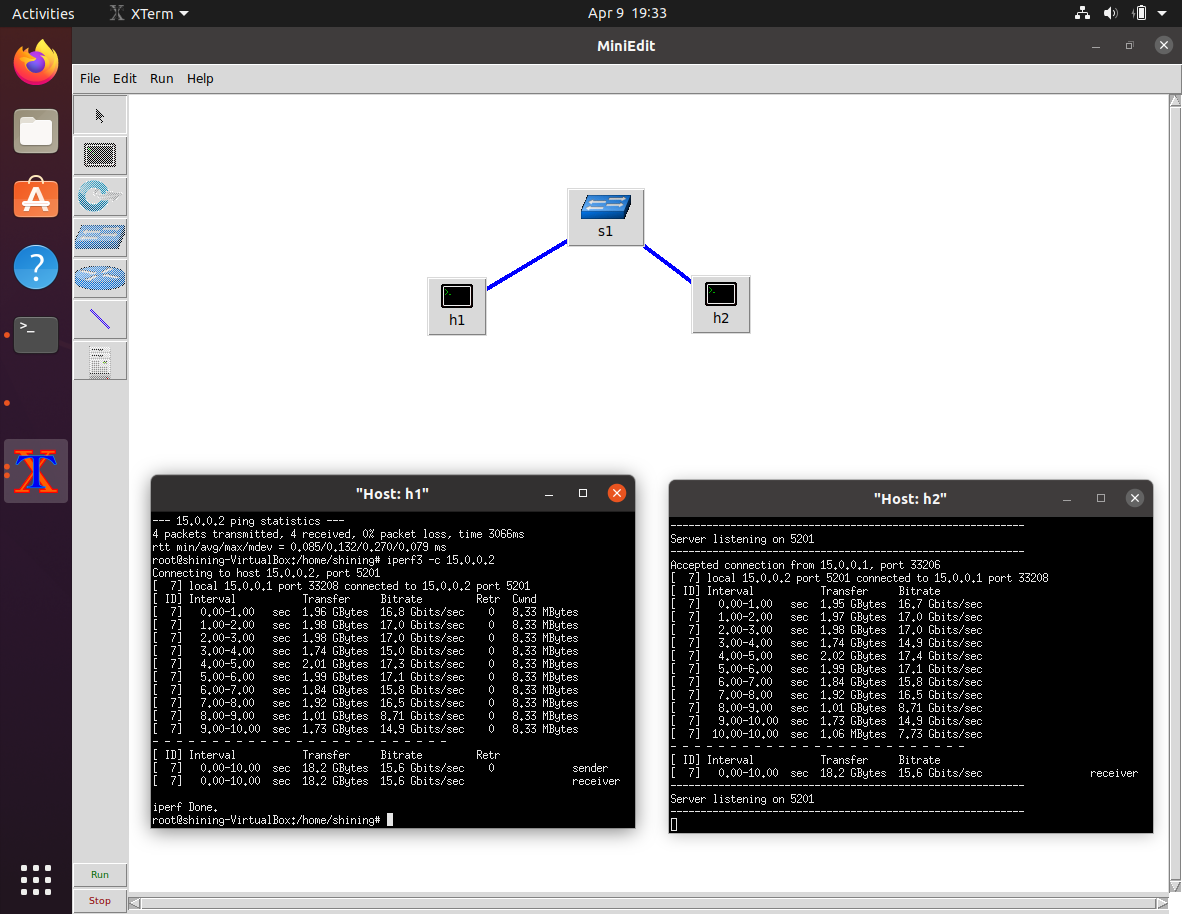 Activities XTerm Apr 9 19:33
MiniEdit
File Edit Run Help
s1
h1
h2
Run
Stop
"Host: h1"
--- 15.0.0.2 ping statistics ---
4 packets transmitted, 4 received, 0% packet loss, time 3066ms
rtt min/avg/max/mdev = 0.085/0.132/0.270/0.079 ms
root@shining-VirtualBox:/home/shining# iperf3 -c 15.0.0.2
Connecting to host 15.0.0.2, port 5201
[  7] local 15.0.0.1 port 33208 connected to 15.0.0.2 port 5201
[ ID] Interval Transfer Bitrate Retr Cwnd
[  7] 0.00-1.00 sec 1.96 GBytes 16.8 Gbits/sec 0 8.33 MBytes
[  7] 1.00-2.00 sec 1.98 GBytes 17.0 Gbits/sec 0 8.33 MBytes
[  7] 2.00-3.00 sec 1.98 GBytes 17.0 Gbits/sec 0 8.33 MBytes
[  7] 3.00-4.00 sec 1.74 GBytes 15.0 Gbits/sec 0 8.33 MBytes
[  7] 4.00-5.00 sec 2.01 GBytes 17.3 Gbits/sec 0 8.33 MBytes
[  7] 5.00-6.00 sec 1.99 GBytes 17.1 Gbits/sec 0 8.33 MBytes
[  7] 6.00-7.00 sec 1.84 GBytes 15.8 Gbits/sec 0 8.33 MBytes
[  7] 7.00-8.00 sec 1.92 GBytes 16.5 Gbits/sec 0 8.33 MBytes
[  7] 8.00-9.00 sec 1.01 GBytes 8.71 Gbits/sec 0 8.33 MBytes
[  7] 9.00-10.00 sec 1.73 GBytes 14.9 Gbits/sec 0 8.33 MBytes
- - - - - - - - - - - - - - - - - - - - - - - - -
[ ID] Interval Transfer Bitrate Retr
[  7] 0.00-10.00 sec 18.2 GBytes 15.6 Gbits/sec 0 sender
[  7] 0.00-10.00 sec 18.2 GBytes 15.6 Gbits/sec receiver
iperf Done.
root@shining-VirtualBox:/home/shining#
"Host: h2"
-----------------------------------------------------------
Server listening on 5201
-----------------------------------------------------------
Accepted connection from 15.0.0.1, port 33206
[  7] local 15.0.0.2 port 5201 connected to 15.0.0.1 port 33208
[ ID] Interval Transfer Bitrate
[  7] 0.00-1.00 sec 1.95 GBytes 16.7 Gbits/sec
[  7] 1.00-2.00 sec 1.97 GBytes 17.0 Gbits/sec
[  7] 2.00-3.00 sec 1.98 GBytes 17.0 Gbits/sec
[  7] 3.00-4.00 sec 1.74 GBytes 14.9 Gbits/sec
[  7] 4.00-5.00 sec 2.02 GBytes 17.4 Gbits/sec
[  7] 5.00-6.00 sec 1.99 GBytes 17.1 Gbits/sec
[  7] 6.00-7.00 sec 1.84 GBytes 15.8 Gbits/sec
[  7] 7.00-8.00 sec 1.92 GBytes 16.5 Gbits/sec
[  7] 8.00-9.00 sec 1.01 GBytes 8.71 Gbits/sec
[  7] 9.00-10.00 sec 1.73 GBytes 14.9 Gbits/sec
[  7] 10.00-10.00 sec 1.06 MBytes 7.73 Gbits/sec
- - - - - - - - - - - - - - - - - - - - - - - - -
[ ID] Interval Transfer Bitrate
[  7] 0.00-10.00 sec 18.2 GBytes 15.6 Gbits/sec receiver
-----------------------------------------------------------
Server listening on 5201
-----------------------------------------------------------